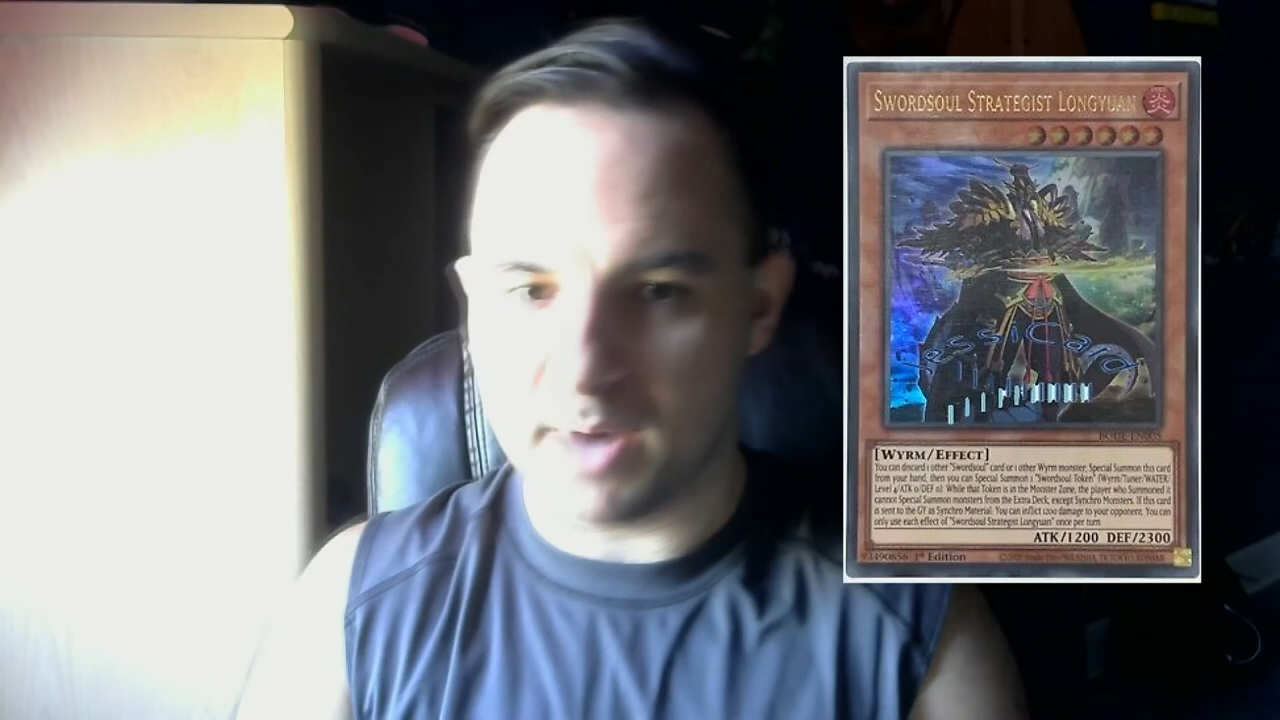 SWORDSOUL STRATEGIST LONGYUAN 炎
JessiCard
BODE-EN005
[WYRM/EFFECT]
You can discard 1 other "Swordsoul" card or 1 other Wyrm monster; Special Summon this card
from your hand, then you can Special Summon 1 "Swordsoul Token" (Wyrm/Tuner/WATER/
Level 4/ATK 0/DEF 0). While that Token is in the Monster Zone, the player who Summoned it
cannot Special Summon monsters from the Extra Deck, except Synchro Monsters. If this card
is sent to the GY as Synchro Material: You can inflict 1200 damage to your opponent. You can
only use each effect of "Swordsoul Strategist Longyuan" once per turn.
ATK/1200 DEF/2300
93490856 1st Edition